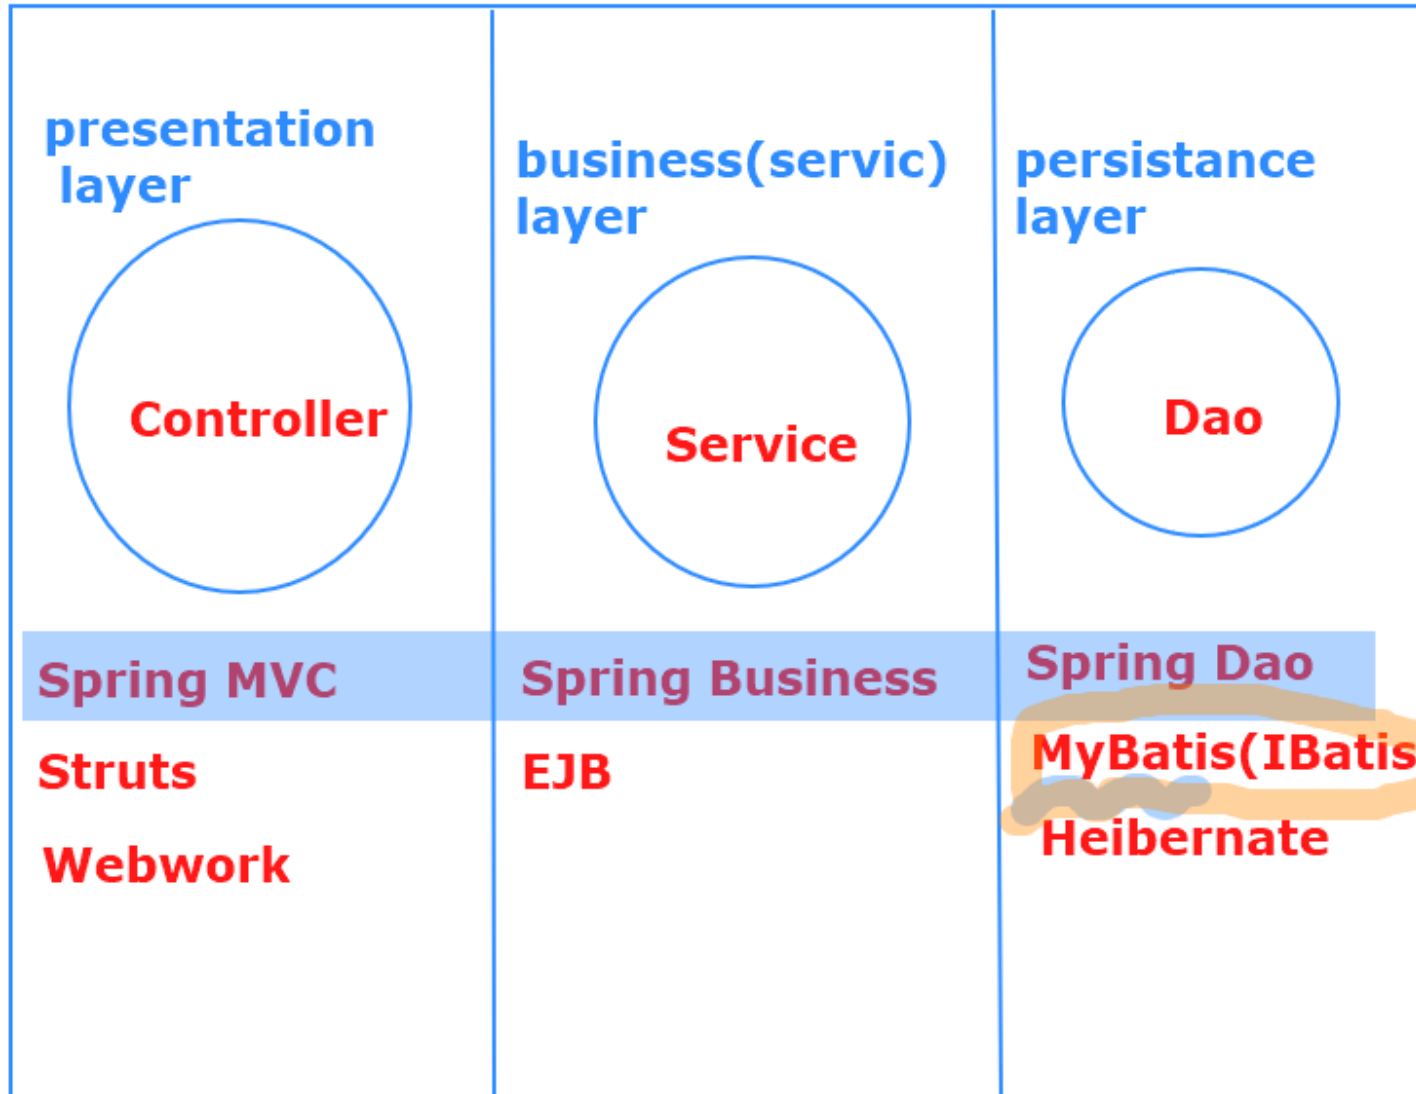 presentation
layer
Controller
Spring MVC
Struts
Webwork
business(servic)
layer
Service
Spring Business
EJB
persistance
layer
Dao
Spring Dao
MyBatis(IBatis
Heibernate